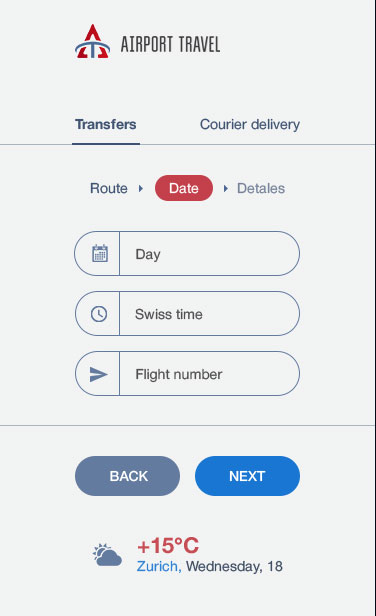 AIRPORT TRAVEL
Transfers Courier delivery
Route Date Detales
Day
Swiss time
Flight number
BACK NEXT
+15°C
Zurich, Wednesday, 18